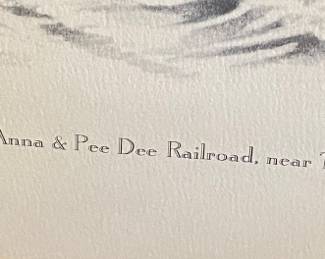 Anna & Pee Dee Railroad, near